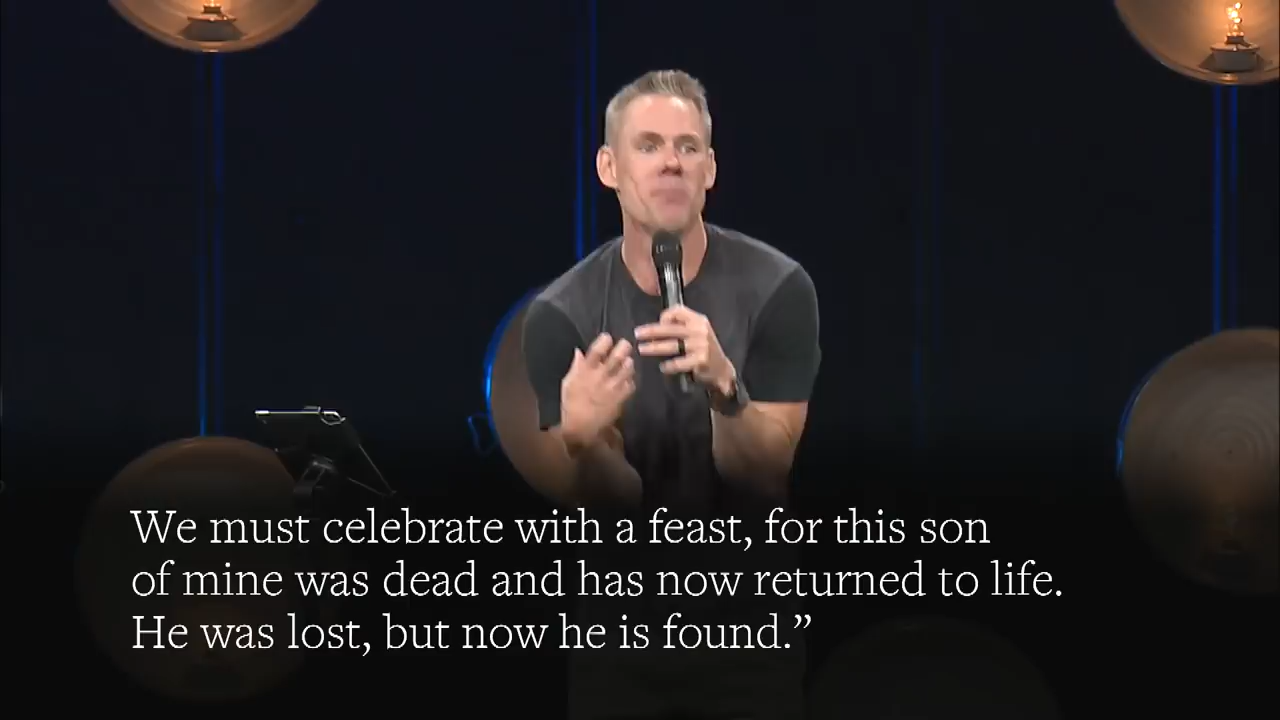 We must celebrate with a feast, for this son
of mine was dead and has now returned to life.
He was lost, but now he is found.”